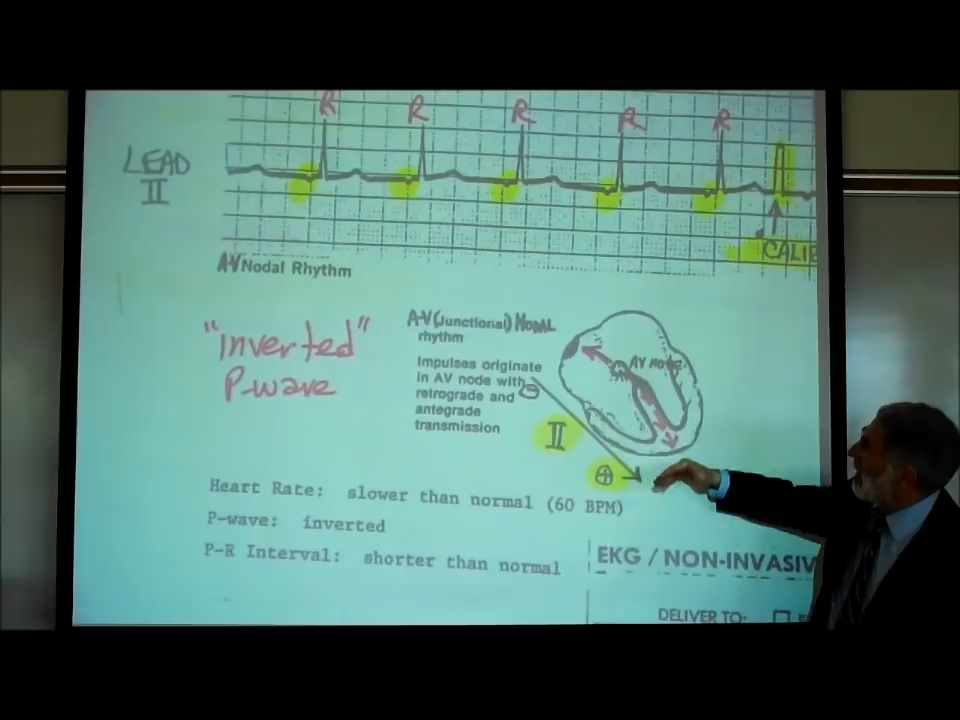 R R R R R
LEAD
II
CALIB
A-V Nodal Rhythm
"inverted"
P-wave
A-V (Junctional) NODAL
rhythm
Impulses originate
in AV node with
retrograde and
antegrade
transmission
AV NODE
⊖
II
⊕
Heart Rate: slower than normal (60 BPM)
P-wave: inverted
P-R Interval: shorter than normal
EKG / NON-INVASIV
DELIVER TO: